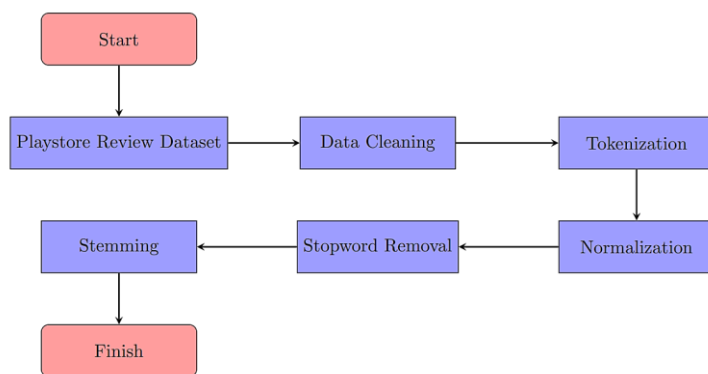 Start
Playstore Review Dataset
Data Cleaning
Tokenization
Normalization
Stopword Removal
Stemming
Finish